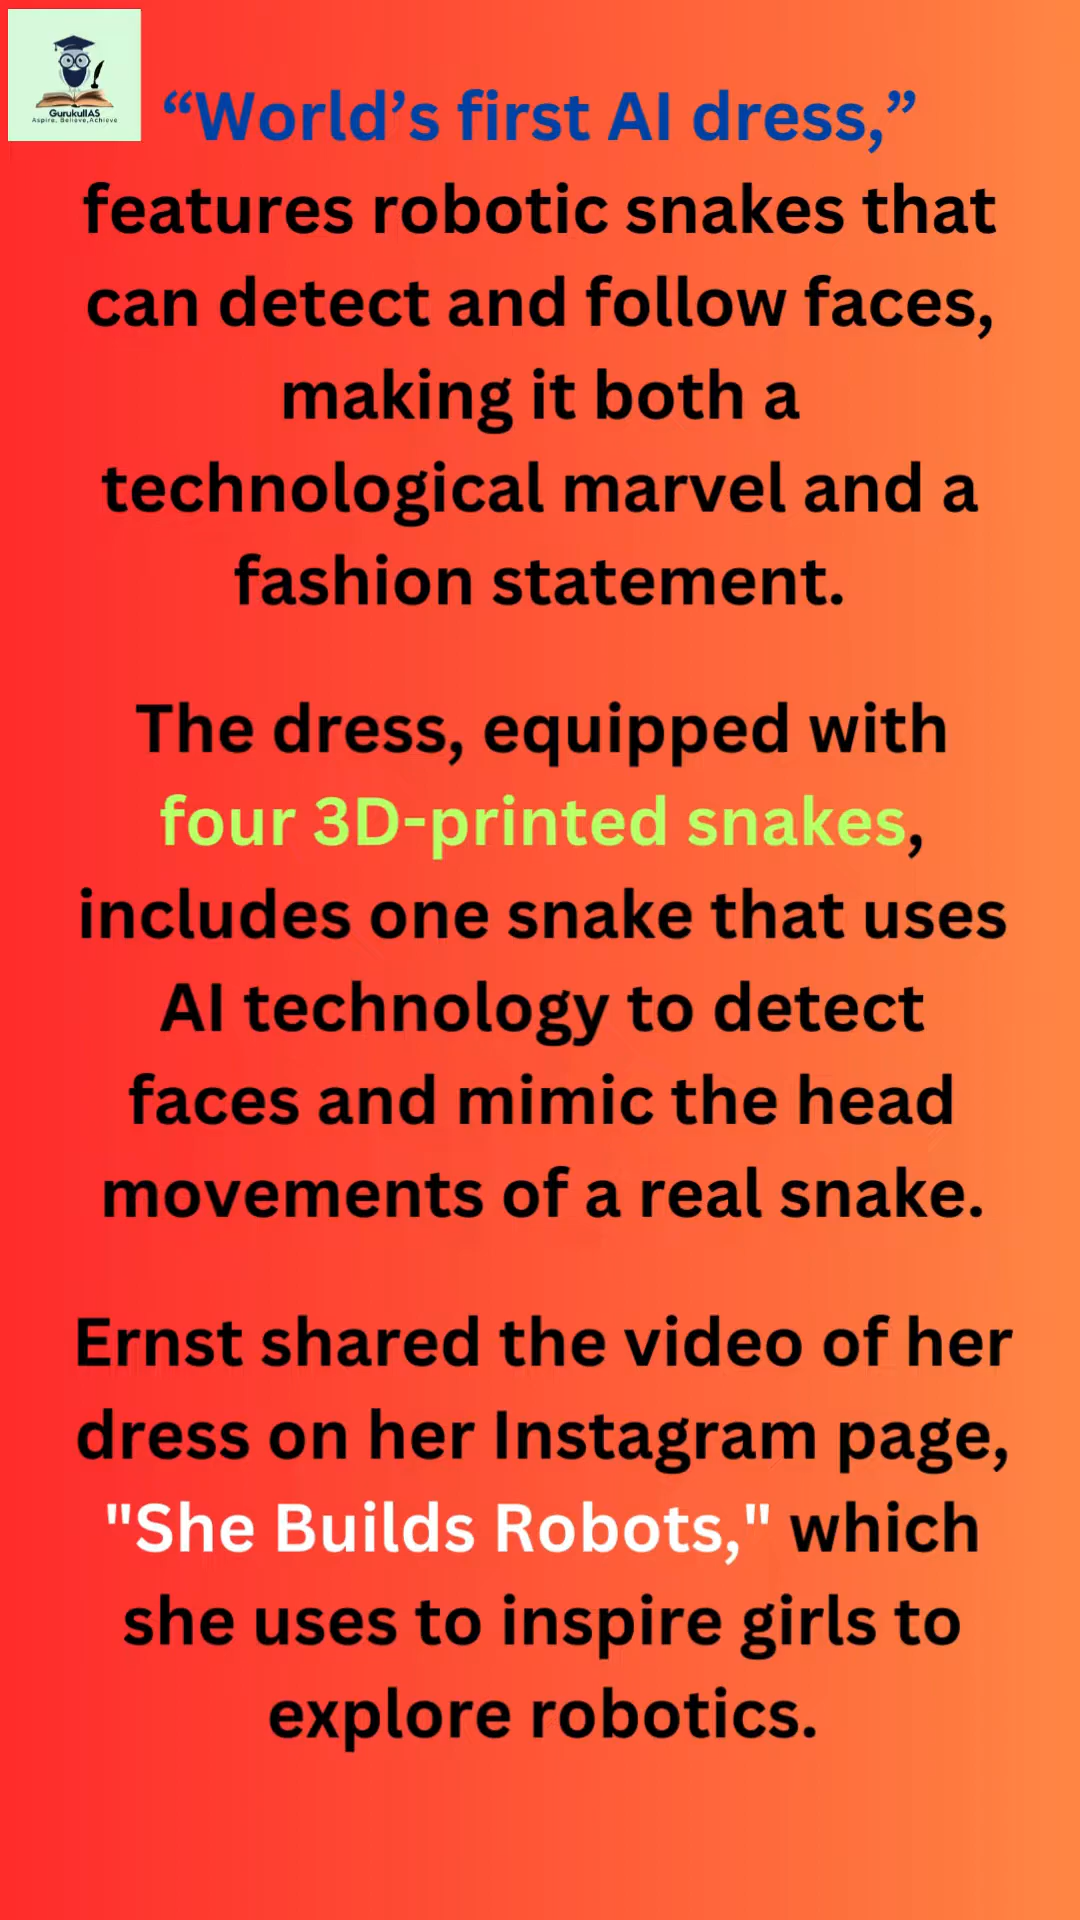 GurukulIAS
Aspire, Believe, Achieve
“World’s first AI dress,”
features robotic snakes that
can detect and follow faces,
making it both a
technological marvel and a
fashion statement.
The dress, equipped with
four 3D-printed snakes,
includes one snake that uses
AI technology to detect
faces and mimic the head
movements of a real snake.
Ernst shared the video of her
dress on her Instagram page,
"She Builds Robots," which
she uses to inspire girls to
explore robotics.